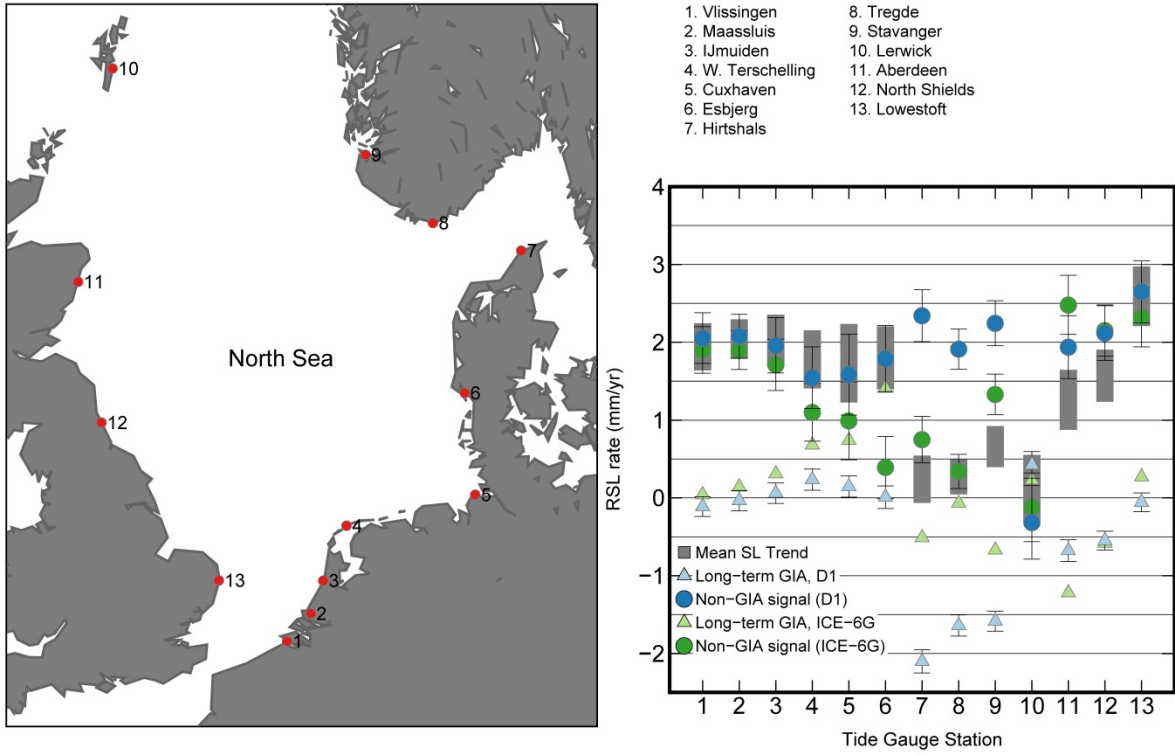 10
9
8
7
11
North Sea
6
12
5
4
13
3
2
1
1. Vlissingen
2. Maassluis
3. IJmuiden
4. W. Terschelling
5. Cuxhaven
6. Esbjerg
7. Hirtshals
8. Tregde
9. Stavanger
10. Lerwick
11. Aberdeen
12. North Shields
13. Lowestoft
RSL rate (mm/yr)
4
3
2
1
0
−1
−2
Mean SL Trend
Long−term GIA, D1
Non−GIA signal (D1)
Long−term GIA, ICE−6G
Non−GIA signal (ICE−6G)
1 2 3 4 5 6 7 8 9 10 11 12 13
Tide Gauge Station